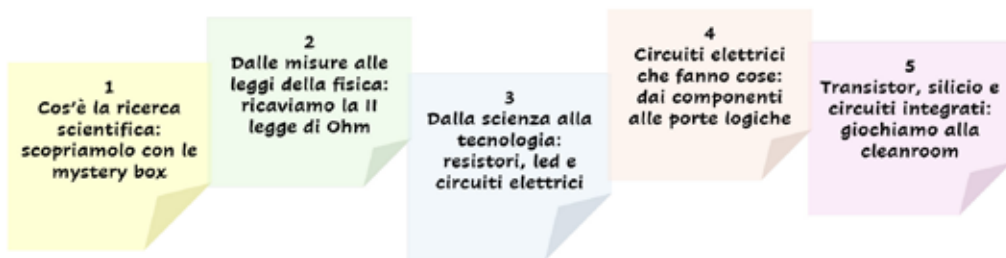 1
Cos'è la ricerca
scientifica:
scopriamolo con le
mystery box
2
Dalle misure alle
leggi della fisica:
ricaviamo la II
legge di Ohm
3
Dalla scienza alla
tecnologia:
resistori, led e
circuiti elettrici
4
Circuiti elettrici
che fanno cose:
dai componenti
alle porte logiche
5
Transistor, silicio e
circuiti integrati:
giochiamo alla
cleanroom